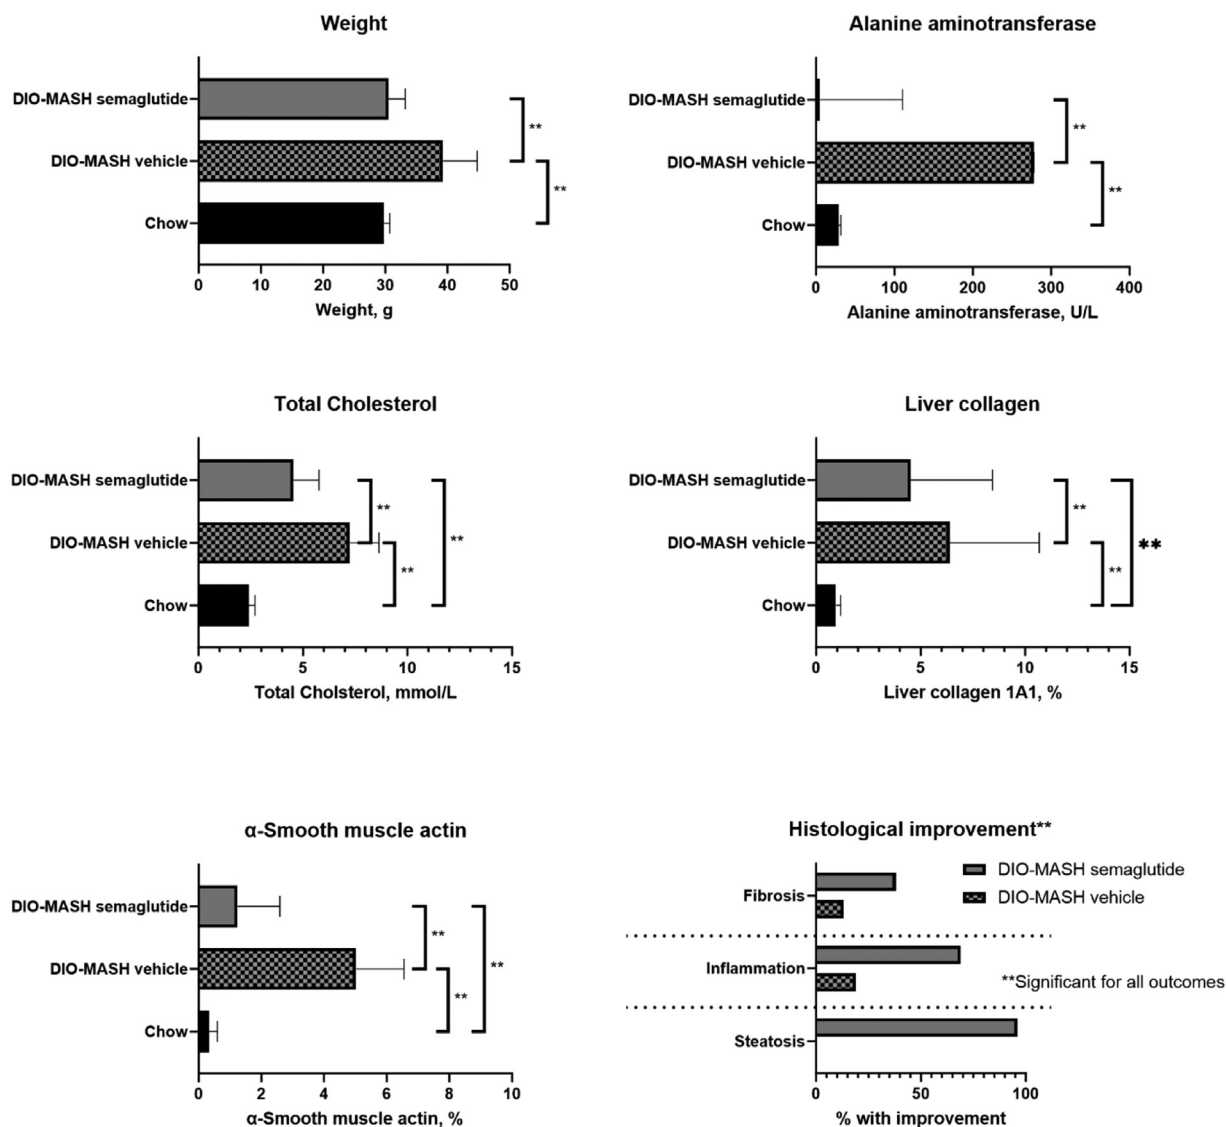 Weight
DIO-MASH semaglutide
**
DIO-MASH vehicle
**
Chow
0 10 20 30 40 50
Weight, g
Alanine aminotransferase
DIO-MASH semaglutide
**
DIO-MASH vehicle
**
Chow
0 100 200 300 400
Alanine aminotransferase, U/L
Total Cholesterol
DIO-MASH semaglutide
**
DIO-MASH vehicle
**
**
Chow
0 5 10 15
Total Cholsterol, mmol/L
Liver collagen
DIO-MASH semaglutide
**
DIO-MASH vehicle
**
**
Chow
0 5 10 15
Liver collagen 1A1, %
α-Smooth muscle actin
DIO-MASH semaglutide
**
DIO-MASH vehicle
**
**
Chow
0 2 4 6 8 10
α-Smooth muscle actin, %
Histological improvement**
DIO-MASH semaglutide
DIO-MASH vehicle
Fibrosis
Inflammation
**Significant for all outcomes
Steatosis
0 50 100
% with improvement